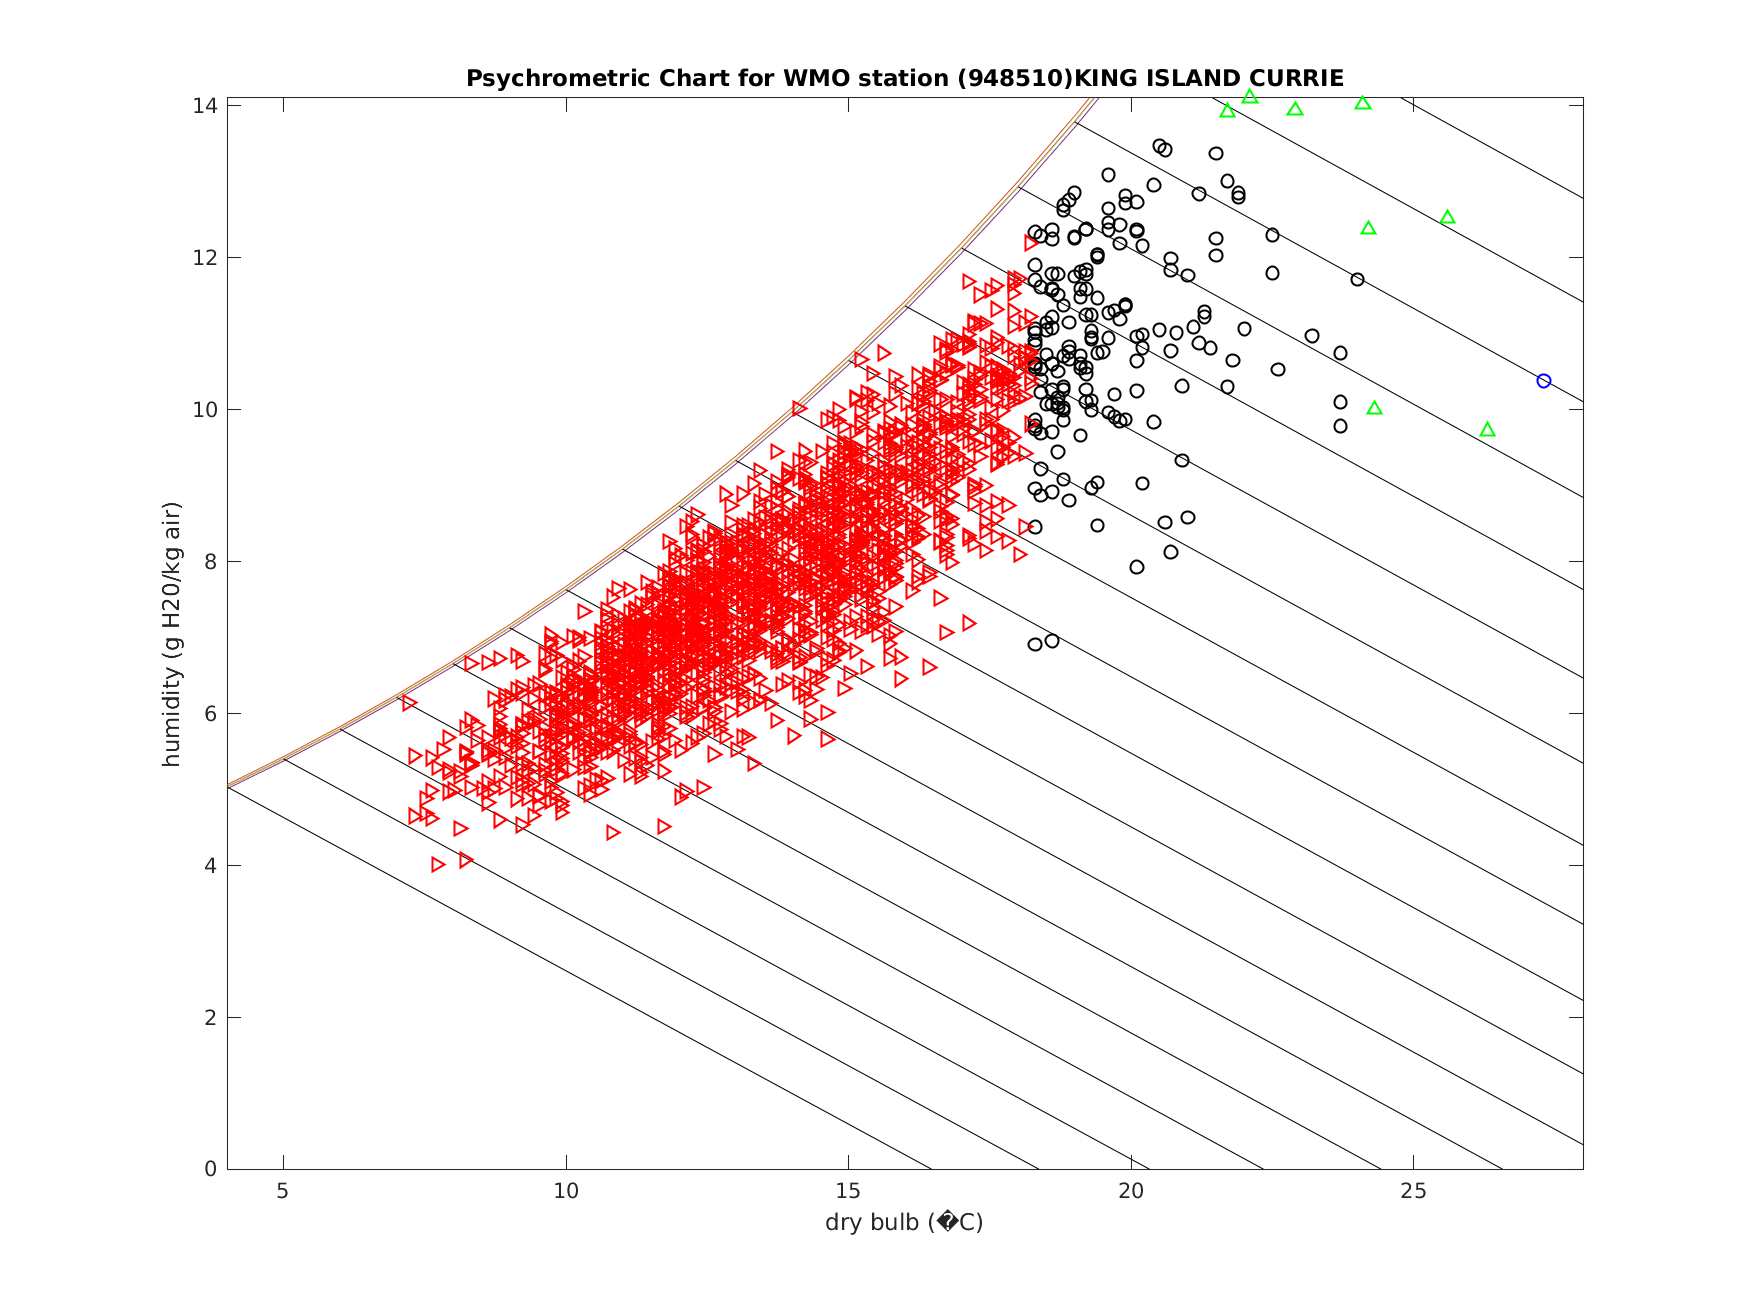 Psychrometric Chart for WMO station (948510)KING ISLAND CURRIE
14
12
10
8
6
4
2
0
humidity (g H20/kg air)
5 10 15 20 25
dry bulb (�C)